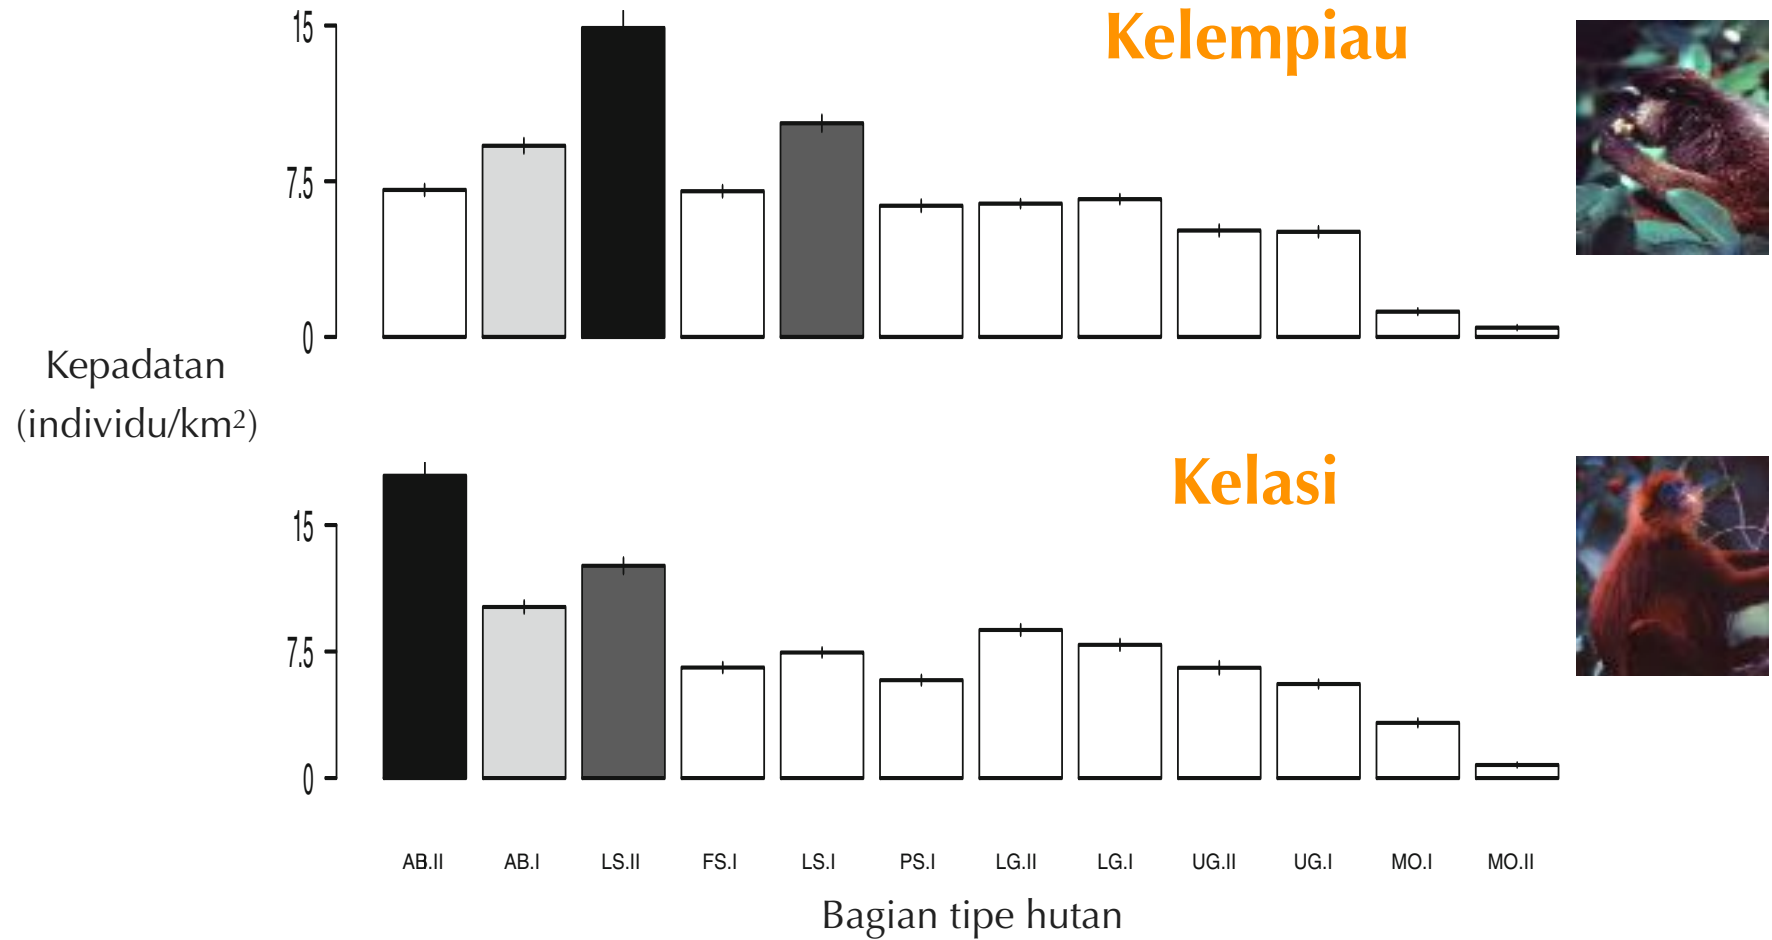 Kelempiau
15
7.5
0
Kepadatan
(individu/km²)
Kelasi
15
7.5
0
AB.II AB.I LS.II FS.I LS.I PS.I LG.II LG.I UG.II UG.I MO.I MO.II
Bagian tipe hutan